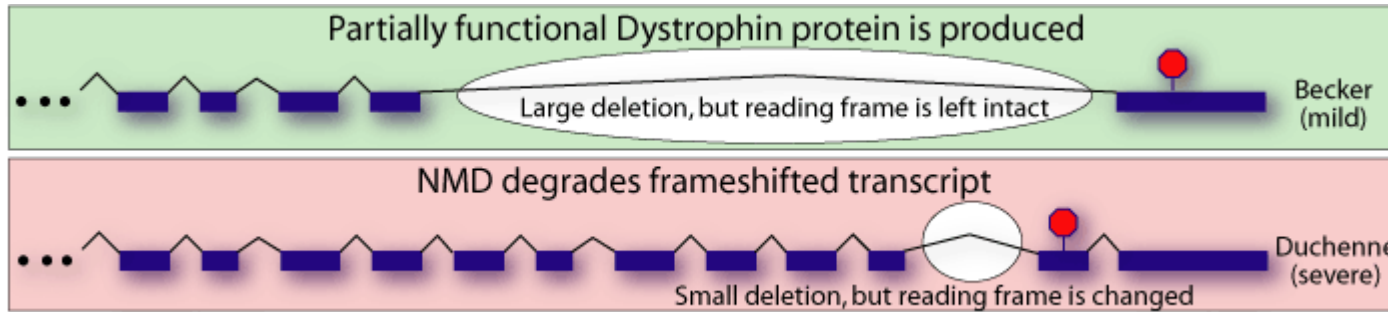 Partially functional Dystrophin protein is produced
Large deletion, but reading frame is left intact
Becker
(mild)
NMD degrades frameshifted transcript
Duchenne
(severe)
Small deletion, but reading frame is changed